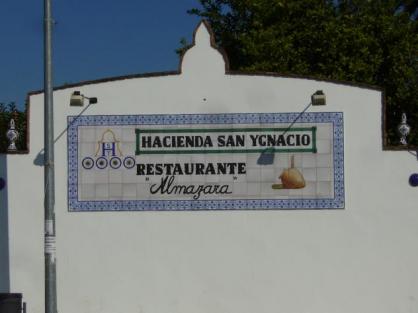 H
HACIENDA SAN YGNACIO
RESTAURANTE
"Almazara"